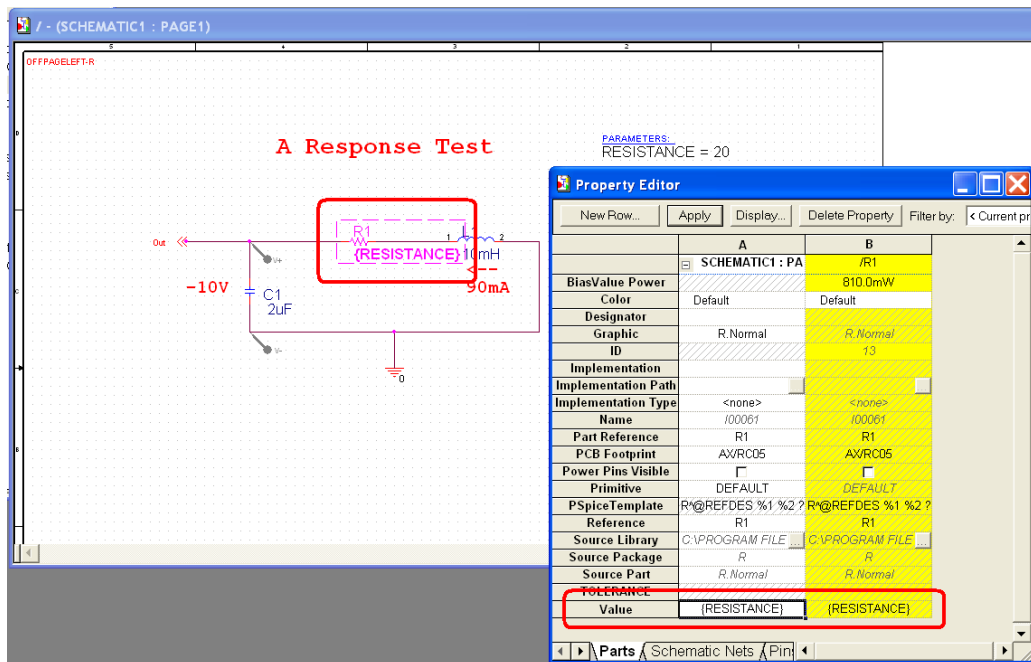 / - (SCHEMATIC1 : PAGE1)
5 4 3 2 1
OFFPAGELEFT-R
D
A Response Test
PARAMETERS:
RESISTANCE = 20
R1
{RESISTANCE}
1
2
10mH
Out
V+
-10V
C1
2uF
90mA
V-
0
C
B
Property Editor
New Row... Apply Display... Delete Property Filter by: < Current pr
A B
SCHEMATIC1 : PA /R1
BiasValue Power 810.0mW
Color Default Default
Designator
Graphic R.Normal R.Normal
ID 13
Implementation
Implementation Path
Implementation Type <none> <none>
Name I00061 I00061
Part Reference R1 R1
PCB Footprint AX/RC05 AX/RC05
Power Pins Visible
Primitive DEFAULT DEFAULT
PSpiceTemplate R^@REFDES %1 %2 ? R^@REFDES %1 %2 ?
Reference R1 R1
Source Library C:\PROGRAM FILE ... C:\PROGRAM FILE ...
Source Package R R
Source Part R.Normal R.Normal
TOLERANCE
Value {RESISTANCE} {RESISTANCE}
Parts Schematic Nets Pin